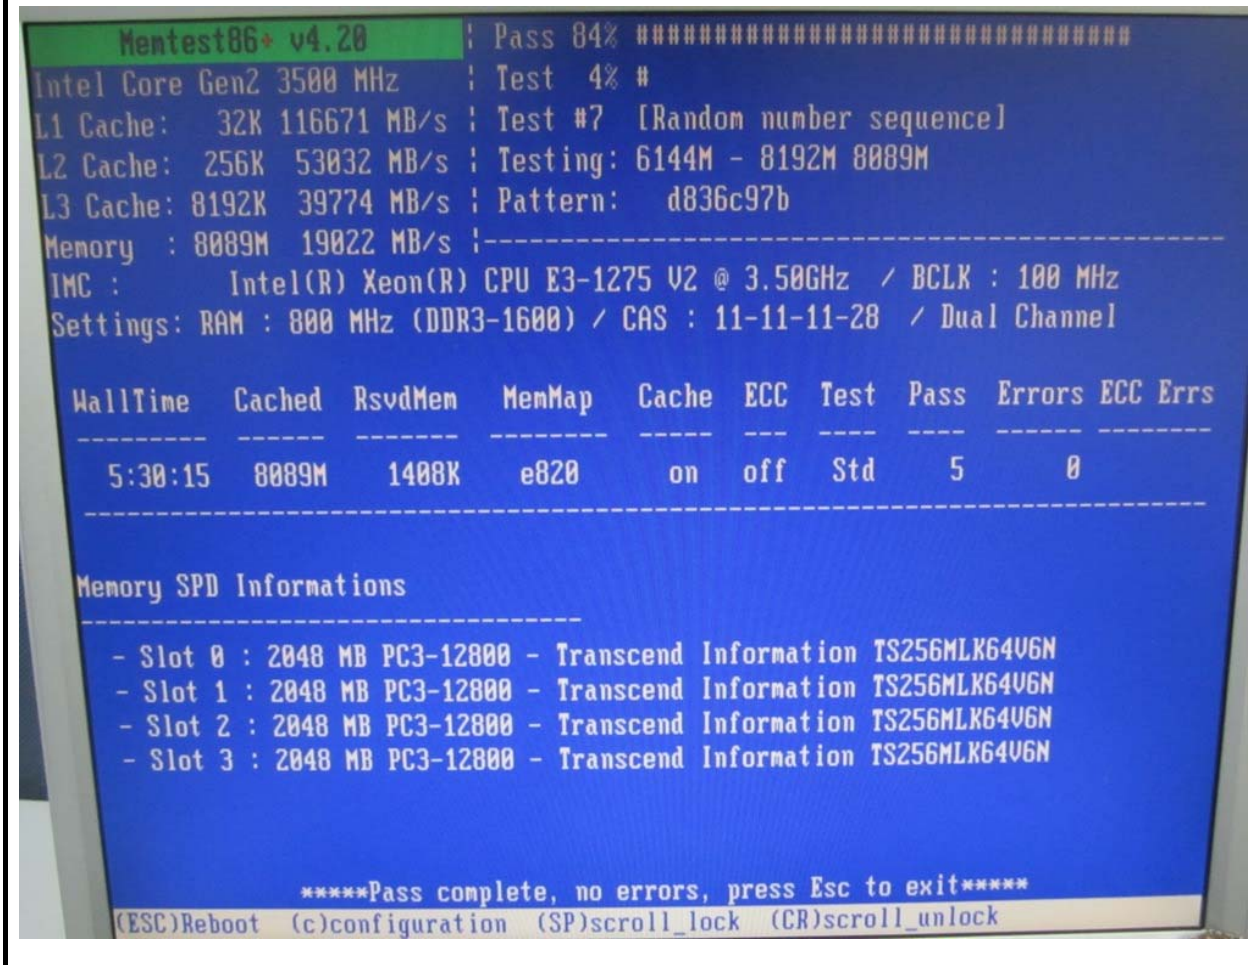 Memtest86+ v4.20 | Pass 84% ################################
Intel Core Gen2 3500 MHz | Test 4% #
L1 Cache: 32K 116671 MB/s | Test #7 [Random number sequence]
L2 Cache: 256K 53032 MB/s | Testing: 6144M - 8192M 8089M
L3 Cache: 8192K 39774 MB/s | Pattern: d836c97b
Memory : 8089M 19022 MB/s |------------------------------------------------
IMC : Intel(R) Xeon(R) CPU E3-1275 V2 @ 3.50GHz / BCLK : 100 MHz
Settings: RAM : 800 MHz (DDR3-1600) / CAS : 11-11-11-28 / Dual Channel
WallTime Cached RsvdMem MemMap Cache ECC Test Pass Errors ECC Errs
--------- ------ ------- -------- ----- --- ---- ---- ------ --------
5:30:15 8089M 1408K e820 on off Std 5 0
-----------------------------------------------------------------------------
Memory SPD Informations
----------------------------------
- Slot 0 : 2048 MB PC3-12800 - Transcend Information TS256MLK64V6N
- Slot 1 : 2048 MB PC3-12800 - Transcend Information TS256MLK64V6N
- Slot 2 : 2048 MB PC3-12800 - Transcend Information TS256MLK64V6N
- Slot 3 : 2048 MB PC3-12800 - Transcend Information TS256MLK64V6N
*****Pass complete, no errors, press Esc to exit*****
(ESC)Reboot (c)configuration (SP)scroll_lock (CR)scroll_unlock